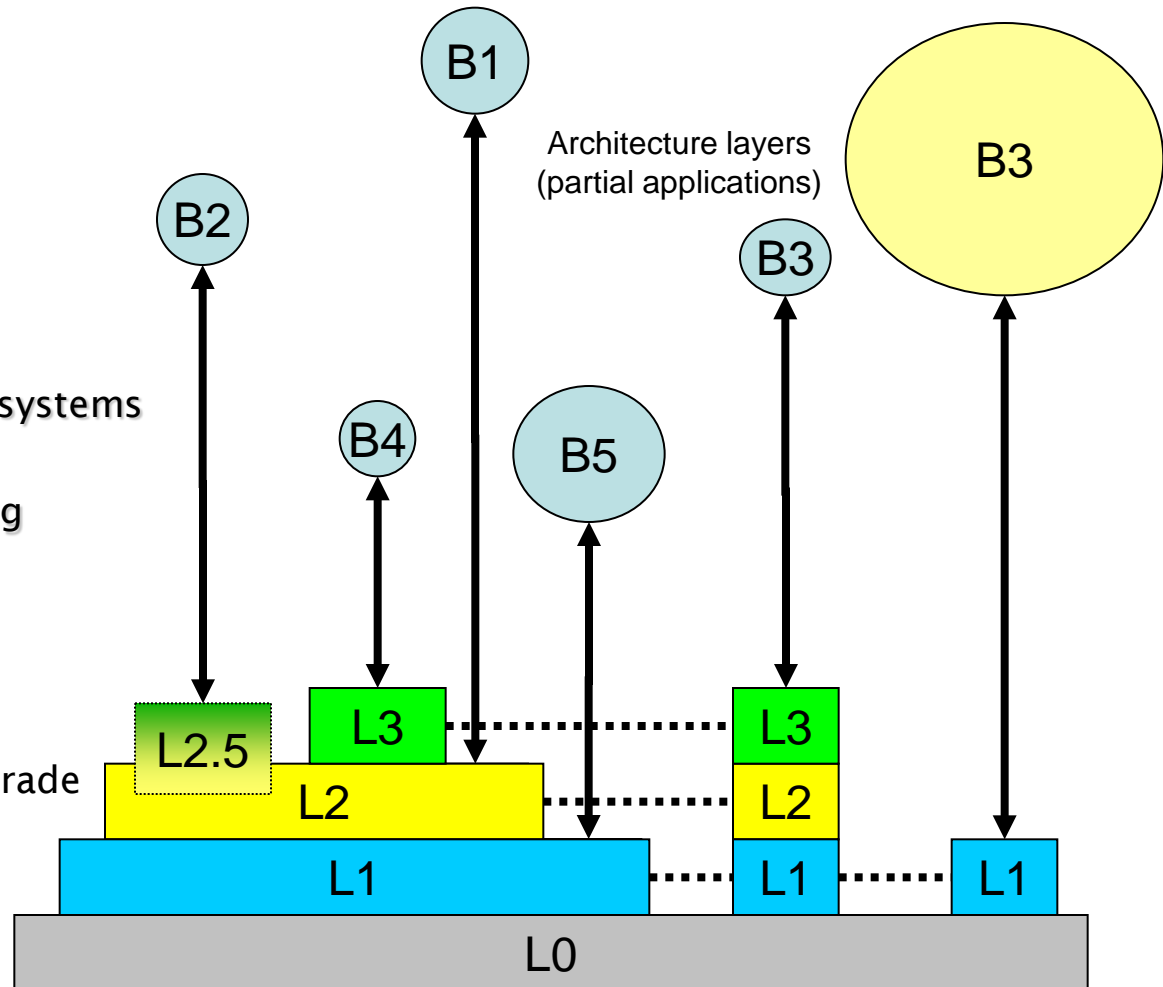 B1
Architecture layers
(partial applications)
B3
B2
B3
systems
B4
B5
L3
L3
L2.5
L2
L2
L1
L1
L1
L0